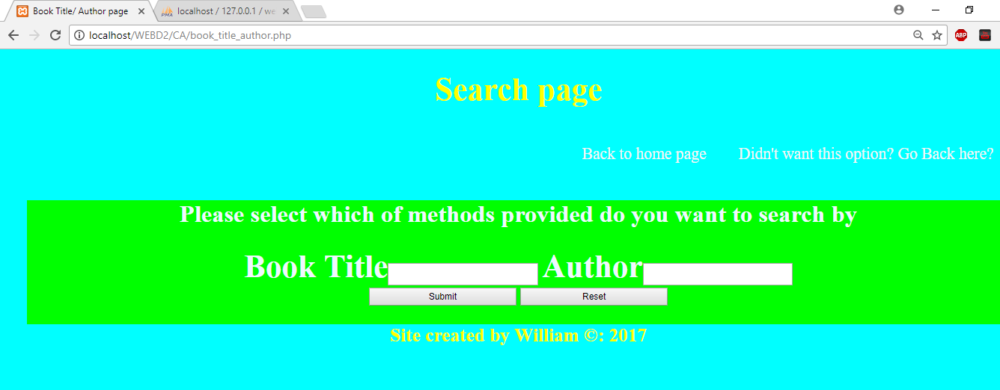 Book Title/ Author page
localhost / 127.0.0.1 / we
localhost/WEBD2/CA/book_title_author.php
ABP
Search page
Back to home page Didn't want this option? Go Back here?
Please select which of methods provided do you want to search by
Book Title Author
Submit Reset
Site created by William ©: 2017